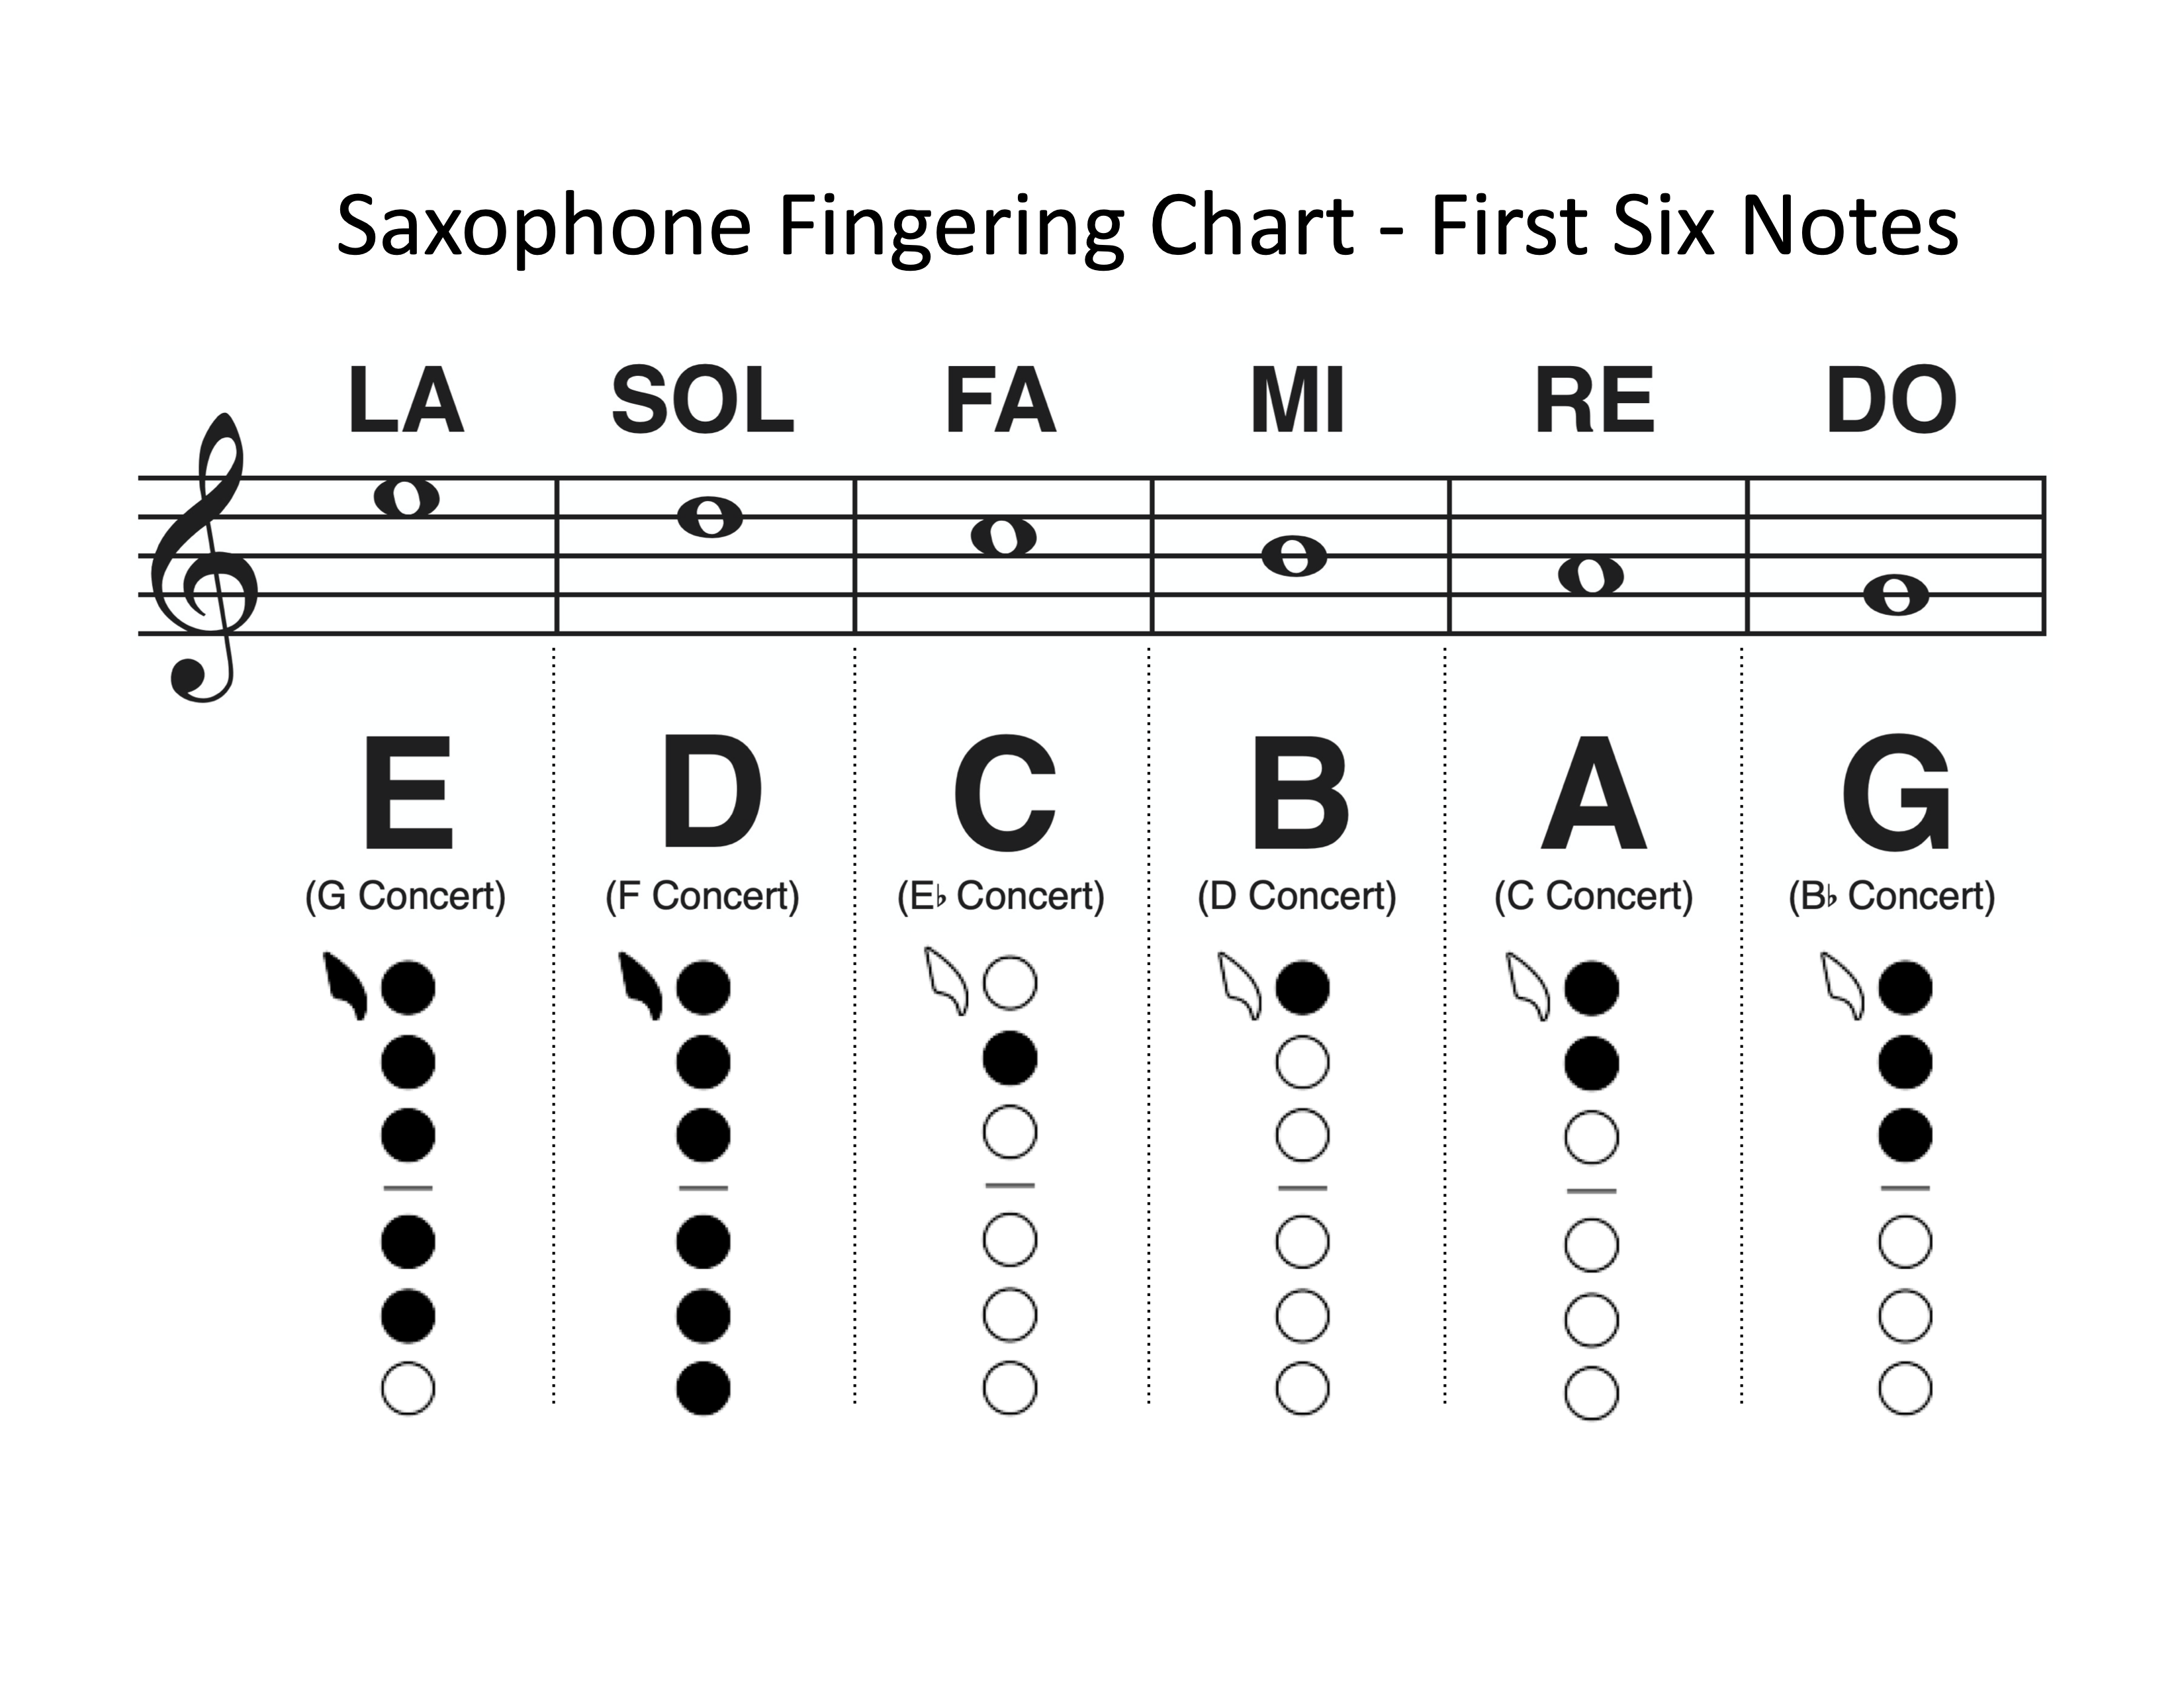 Saxophone Fingering Chart - First Six Notes
LA SOL FA MI RE DO
E D C B A G
(G Concert) (F Concert) (E♭ Concert) (D Concert) (C Concert) (B♭ Concert)